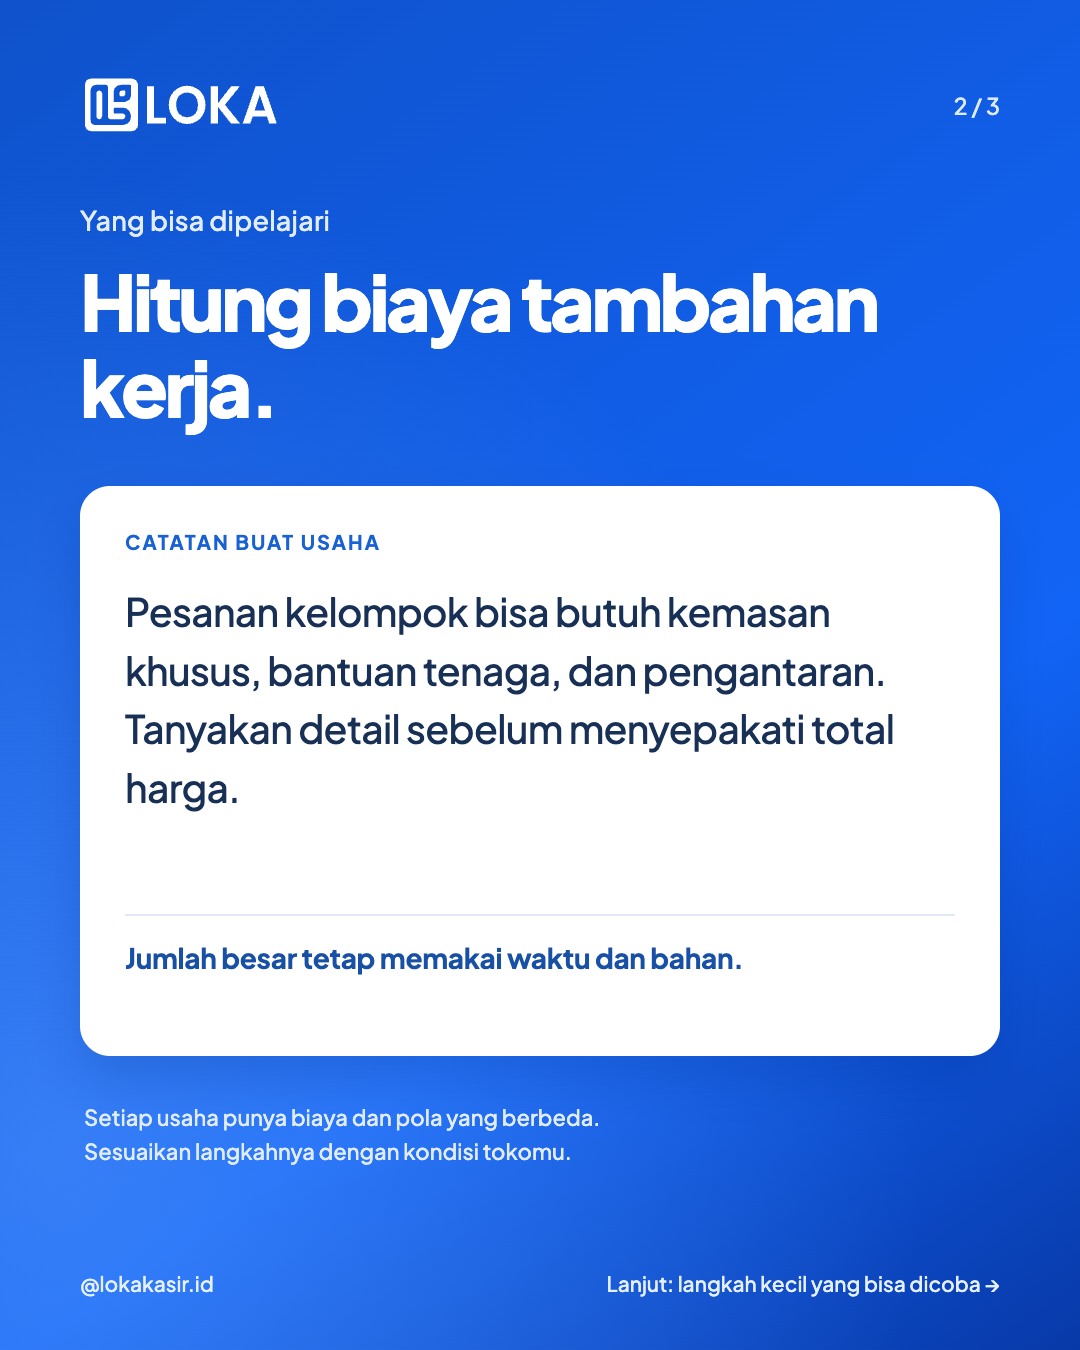 LOKA
2 / 3
Yang bisa dipelajari
Hitung biaya tambahan
kerja.
CATATAN BUAT USAHA
Pesanan kelompok bisa butuh kemasan
khusus, bantuan tenaga, dan pengantaran.
Tanyakan detail sebelum menyepakati total
harga.
Jumlah besar tetap memakai waktu dan bahan.
Setiap usaha punya biaya dan pola yang berbeda.
Sesuaikan langkahnya dengan kondisi tokomu.
@lokakasir.id
Lanjut: langkah kecil yang bisa dicoba →